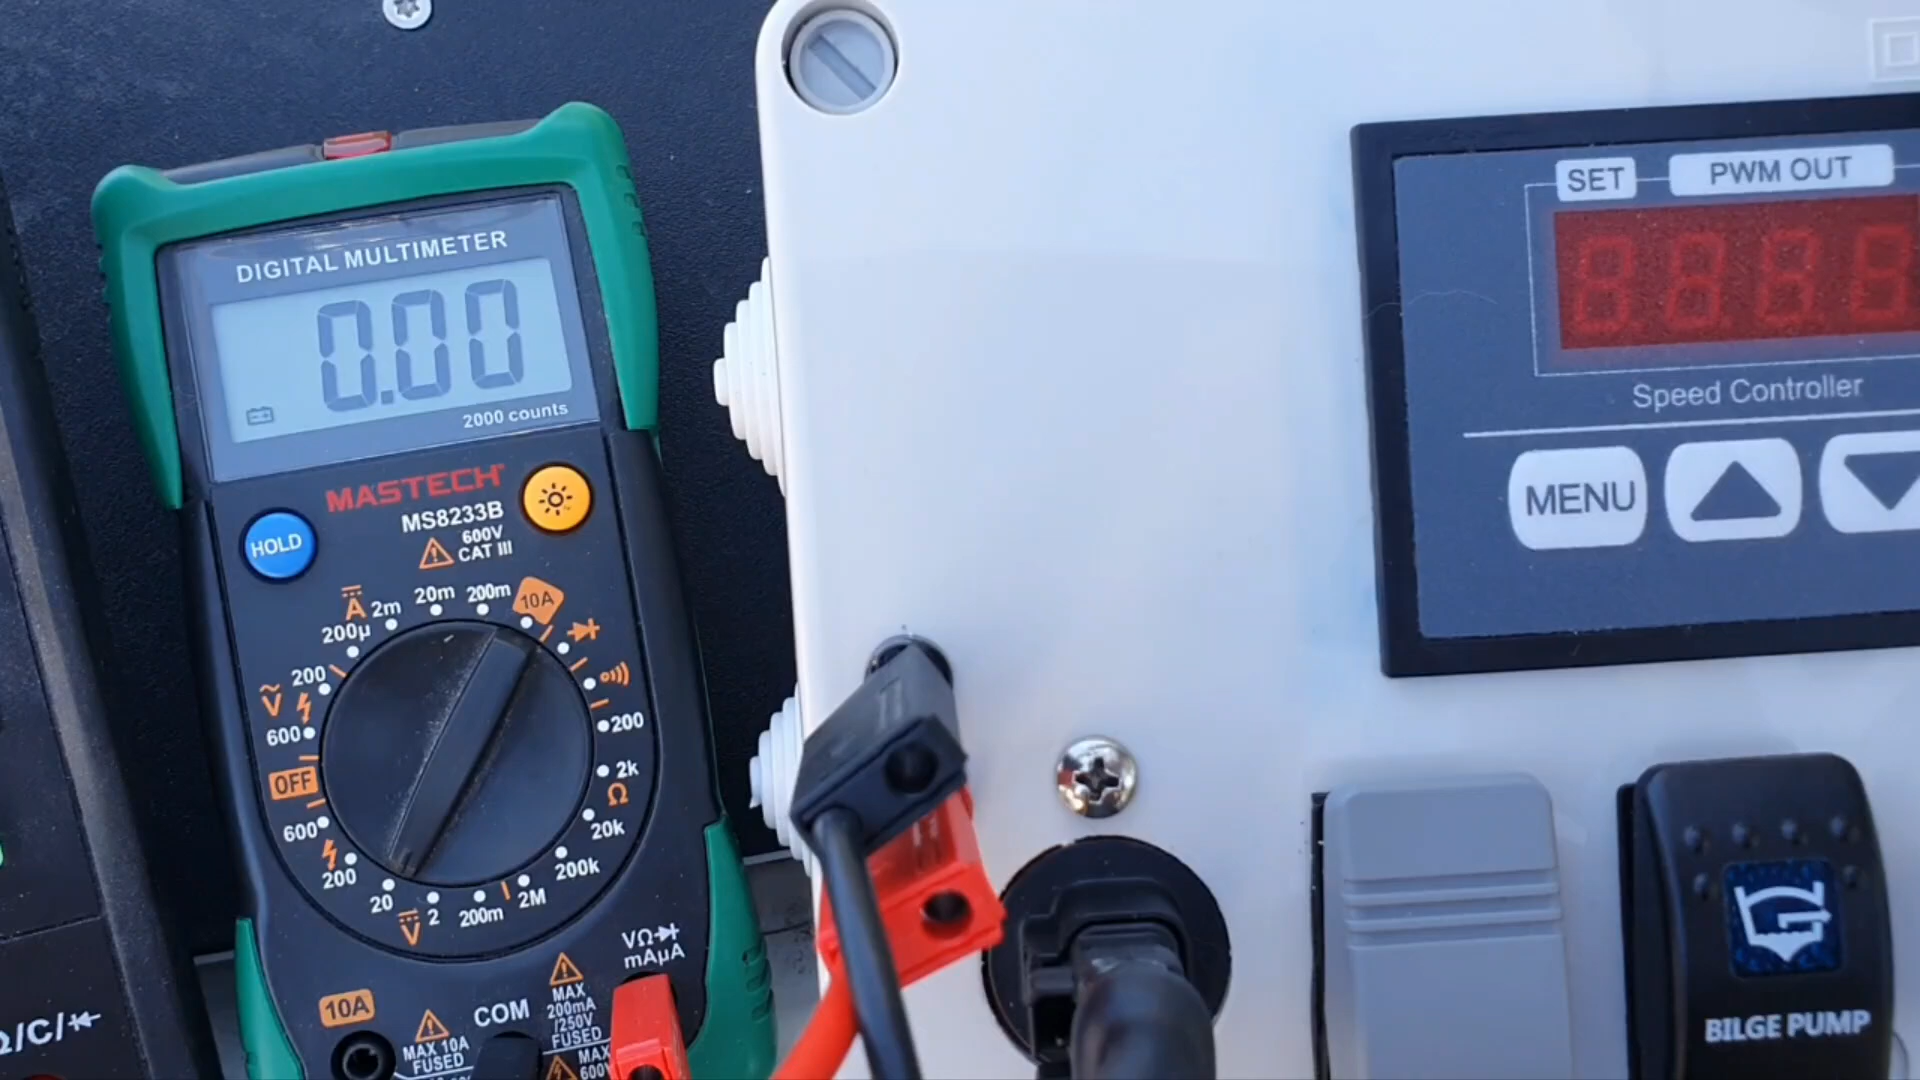 DIGITAL MULTIMETER
0.00
2000 counts
MASTECH
MS8233B
HOLD
600V
CAT III
A
200µ
2m
20m
200m
10A
200
V
600
OFF
600
200
20
2
200m
V
2M
200k
20k
Ω
2k
200
VΩ
mAµA
10A
COM
MAX 10A
FUSED
MAX
200mA
/250V
FUSED
MAX
600V
Ω/C/
SET
PWM OUT
Speed Controller
MENU
BILGE PUMP